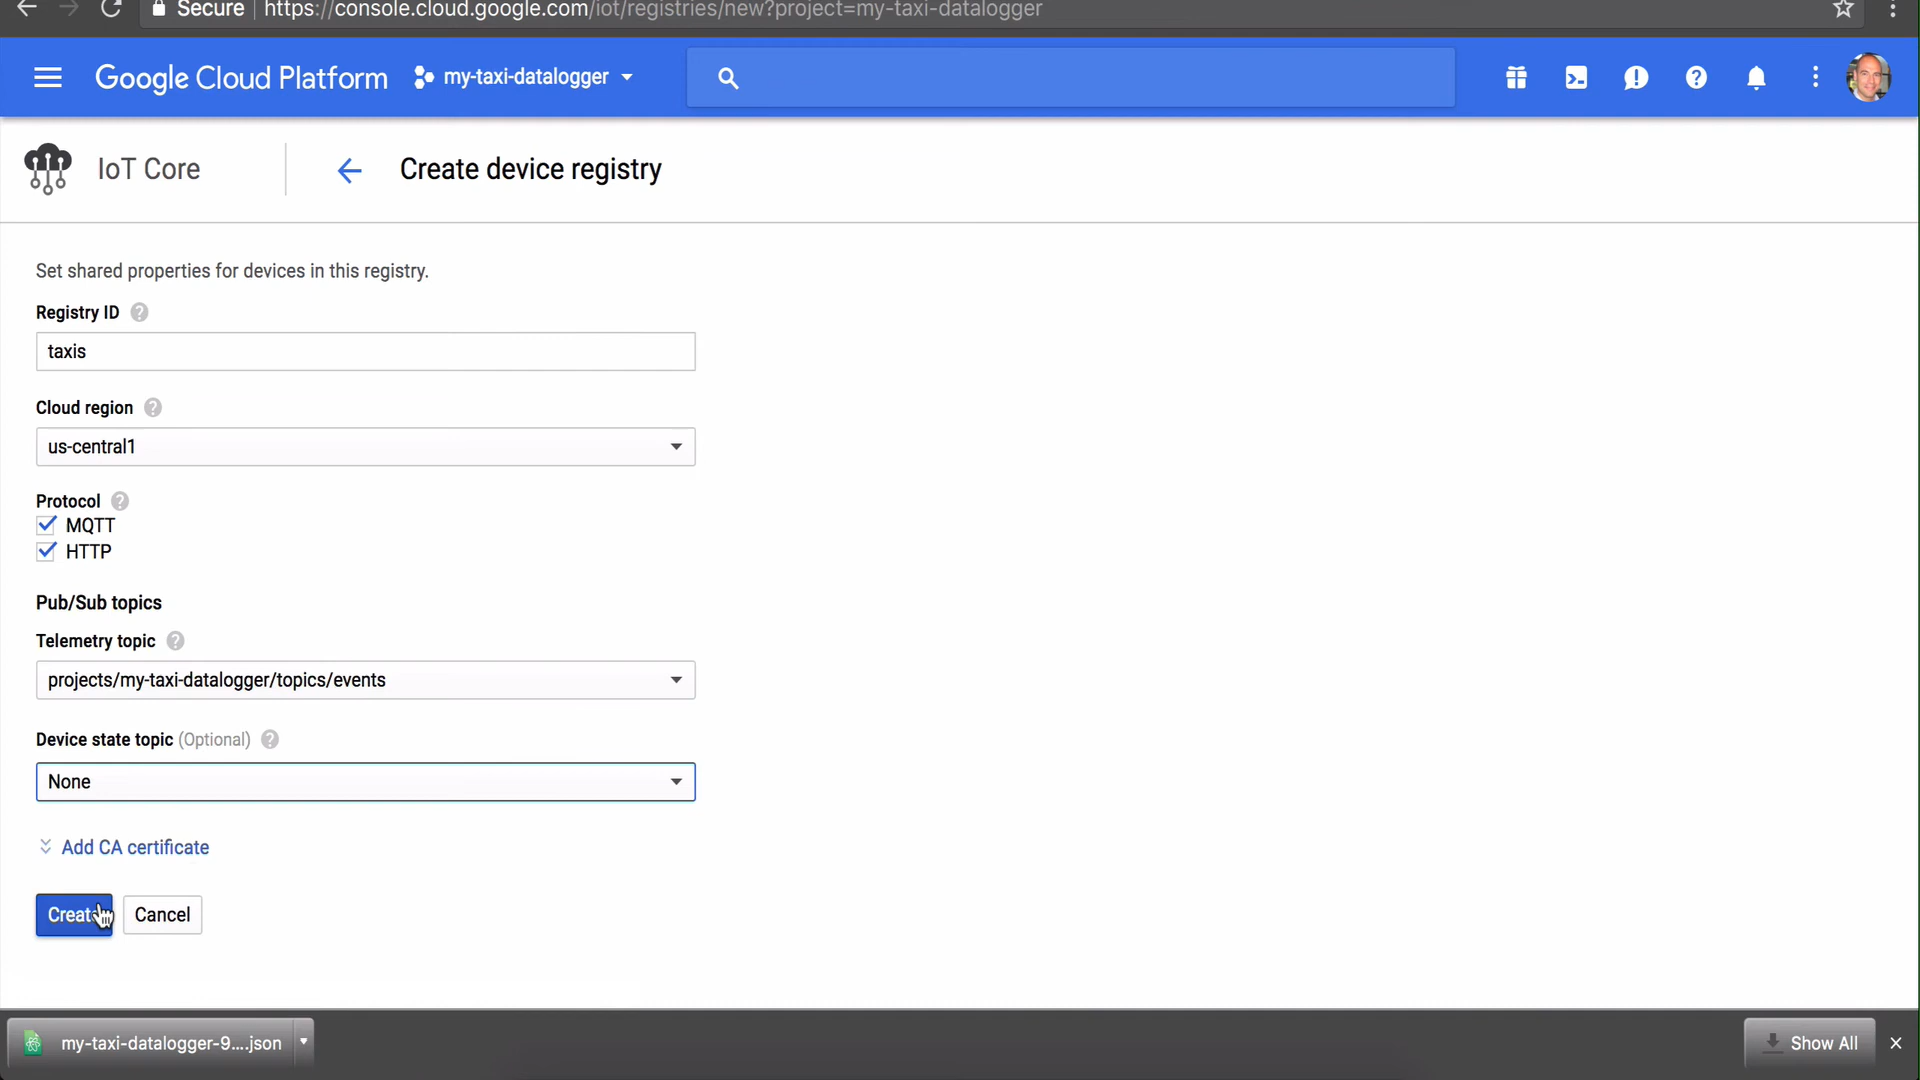 Secure | https://console.cloud.google.com/iot/registries/new?project=my-taxi-datalogger
Google Cloud Platform my-taxi-datalogger
IoT Core Create device registry
Set shared properties for devices in this registry.
Registry ID
taxis
Cloud region
us-central1
Protocol
MQTT
HTTP
Pub/Sub topics
Telemetry topic
projects/my-taxi-datalogger/topics/events
Device state topic (Optional)
None
Add CA certificate
Creat Cancel
my-taxi-datalogger-9....json Show All